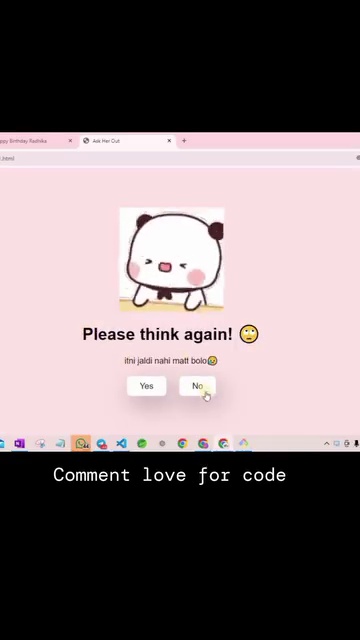 ppy Birthday Radhika
Ask Her Out
.html
Please think again! 🙄
itni jaldi nahi matt bolo😥
Yes
No
Comment love for code